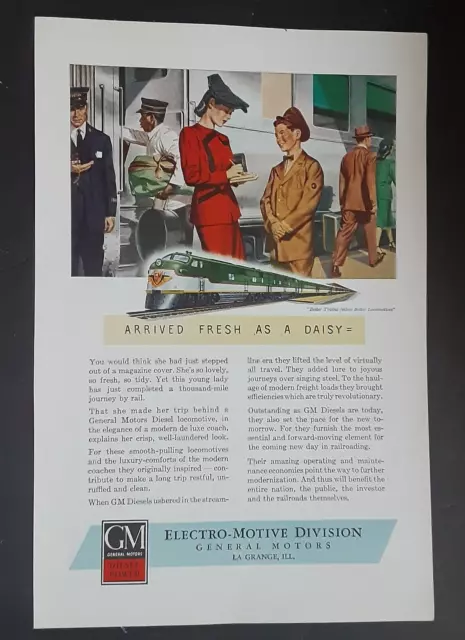 ARRIVED FRESH AS A DAISY=
You would think she had just stepped
out of a magazine cover. She's so lovely,
so fresh, so tidy. Yet this young lady
has just completed a thousand-mile
journey by rail.
That she made her trip behind a
General Motors Diesel locomotive, in
the elegance of a modern de luxe coach,
explains her crisp, well-laundered look.
For these smooth-pulling locomotives
and the luxury-comforts of the modern
coaches they originally inspired — con-
tribute to make a long trip restful, un-
ruffled and clean.
When GM Diesels ushered in the stream-
line era they lifted the level of virtually
all travel. They added lure to joyous
journeys over singing steel. To the haul-
age of modern freight loads they brought
efficiencies which are truly revolutionary.
Outstanding as GM Diesels are today,
they also set the pace for the new to-
morrow. For they furnish the most es-
sential and forward-moving element for
the coming new day in railroading.
Their amazing operating and mainte-
nance economies point the way to further
modernization. And thus will benefit the
entire nation, the public, the investor
and the railroads themselves.
GM
GENERAL MOTORS
DIESEL
POWER
ELECTRO-MOTIVE DIVISION
GENERAL MOTORS
LA GRANGE, ILL.